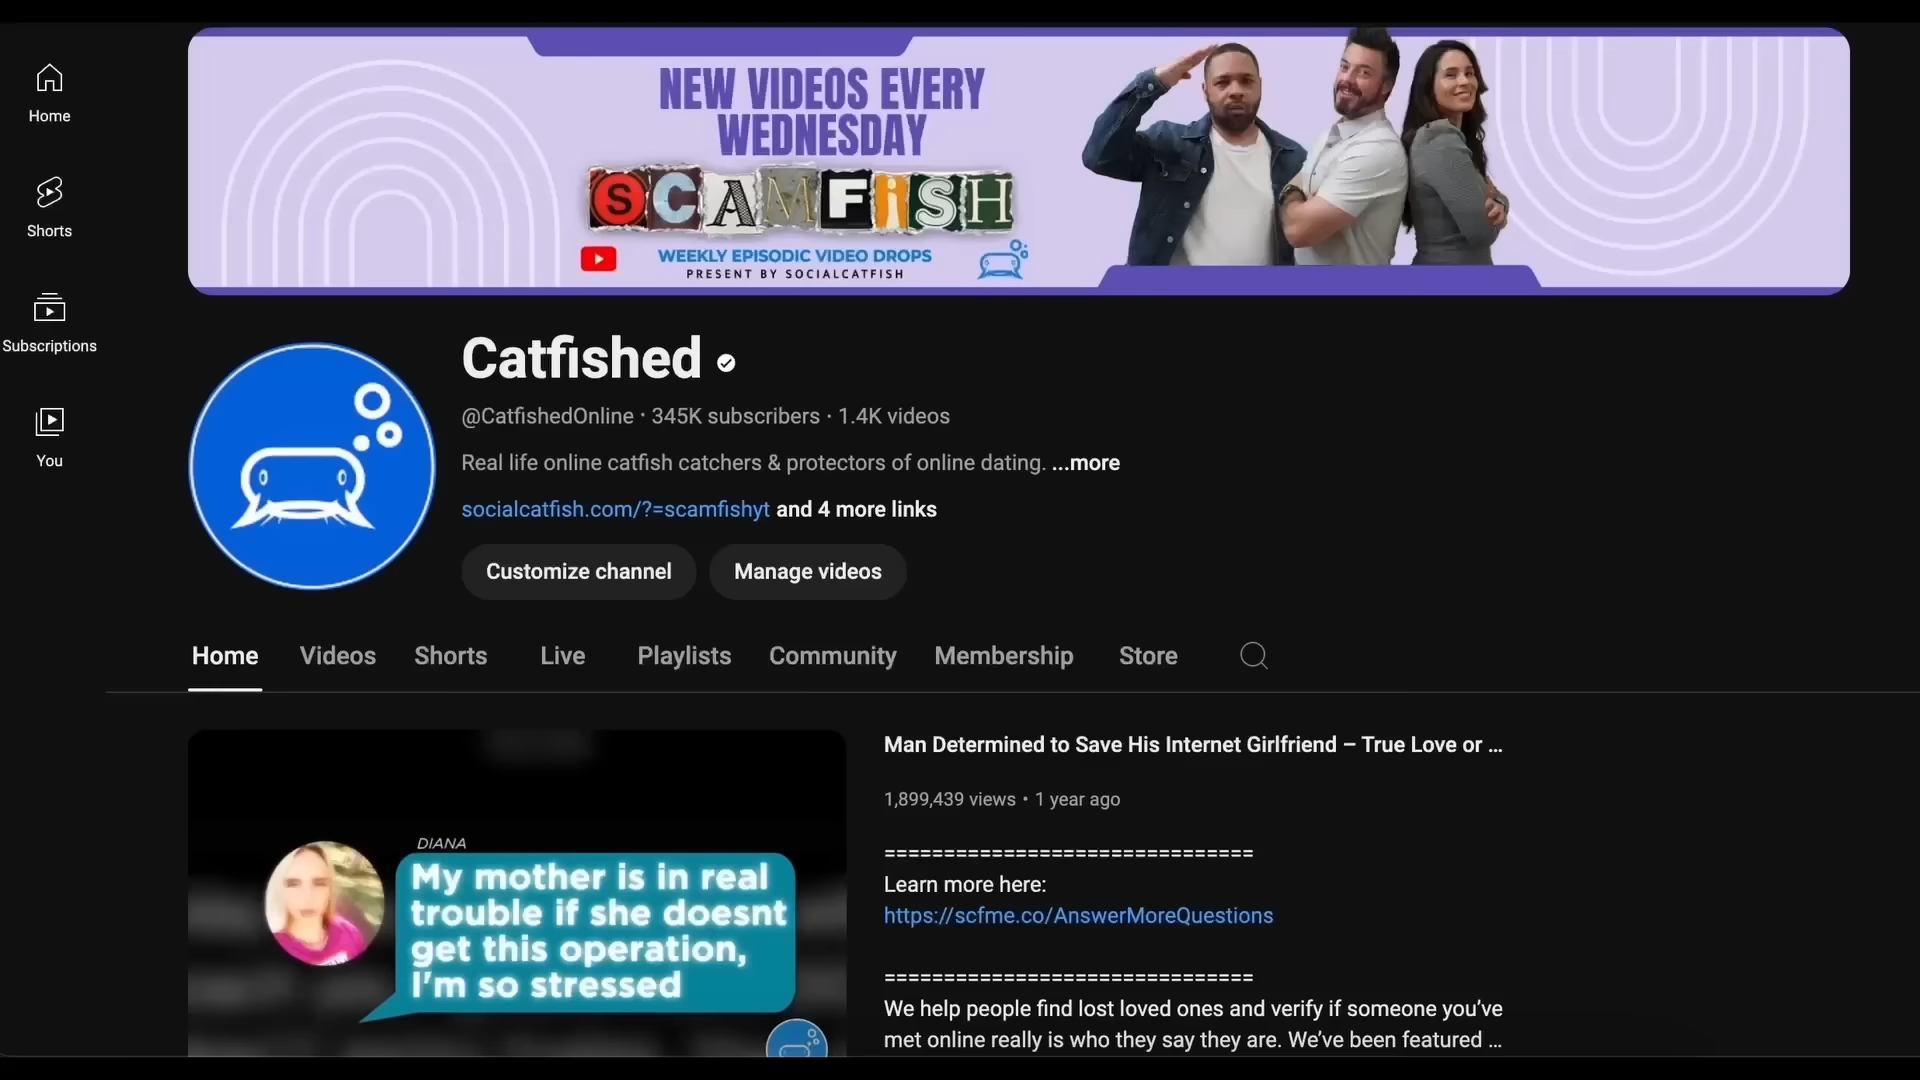 Home
Shorts
Subscriptions
You
NEW VIDEOS EVERY
WEDNESDAY
SCAMFiSH
WEEKLY EPISODIC VIDEO DROPS
PRESENT BY SOCIALCATFISH
Catfished
@CatfishedOnline · 345K subscribers · 1.4K videos
Real life online catfish catchers & protectors of online dating. ...more
socialcatfish.com/?=scamfishyt and 4 more links
Customize channel
Manage videos
Home Videos Shorts Live Playlists Community Membership Store
DIANA
My mother is in real
trouble if she doesnt
get this operation,
I'm so stressed
Man Determined to Save His Internet Girlfriend – True Love or ...
1,899,439 views • 1 year ago
===============================
Learn more here:
https://scfme.co/AnswerMoreQuestions
===============================
We help people find lost loved ones and verify if someone you’ve
met online really is who they say they are. We’ve been featured ...